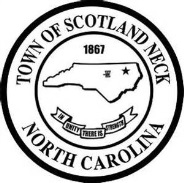 TOWN OF SCOTLAND NECK
1867
IN UNITY THERE IS STRENGTH
NORTH CAROLINA